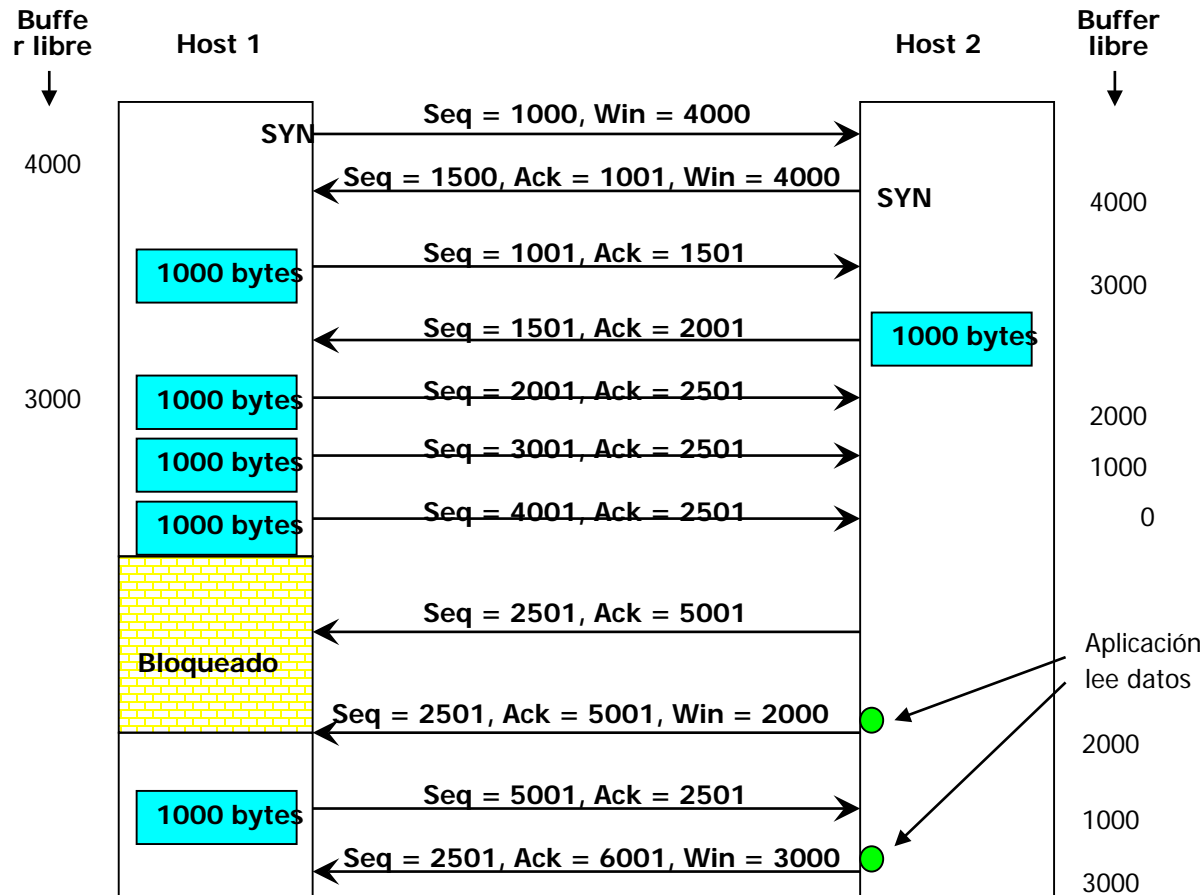 Buffe
r libre
Host 1
Host 2
Buffer
libre
SYN
Seq = 1000, Win = 4000
4000
Seq = 1500, Ack = 1001, Win = 4000
SYN
4000
1000 bytes
Seq = 1001, Ack = 1501
3000
Seq = 1501, Ack = 2001
1000 bytes
3000
1000 bytes
Seq = 2001, Ack = 2501
2000
1000 bytes
Seq = 3001, Ack = 2501
1000
1000 bytes
Seq = 4001, Ack = 2501
0
Seq = 2501, Ack = 5001
Bloqueado
Aplicación
lee datos
Seq = 2501, Ack = 5001, Win = 2000
2000
1000 bytes
Seq = 5001, Ack = 2501
1000
Seq = 2501, Ack = 6001, Win = 3000
3000